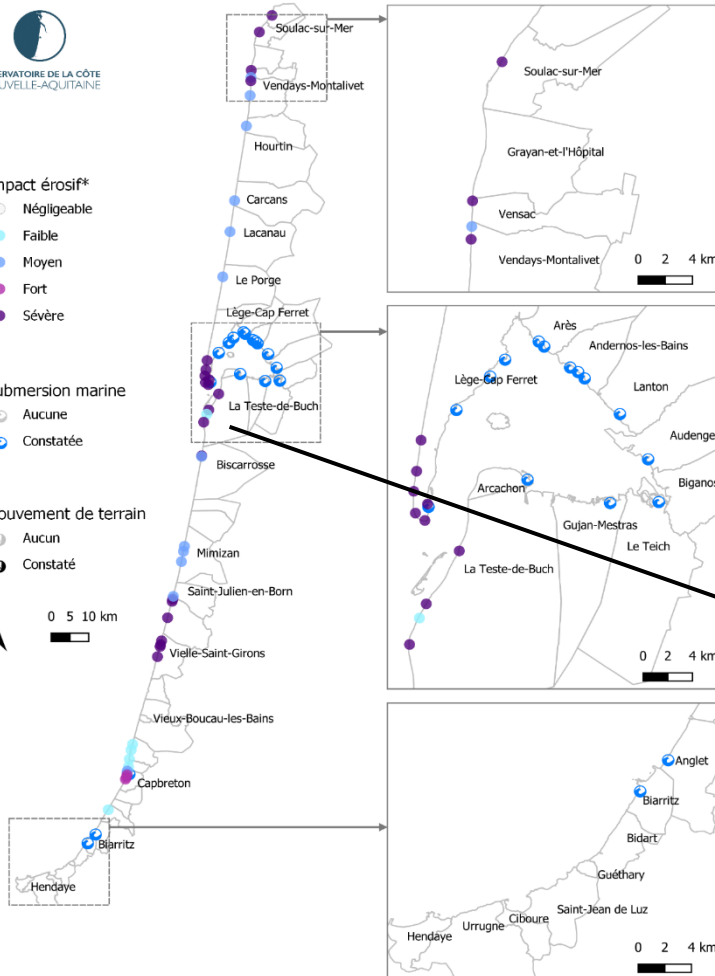 SERVATOIRE DE LA CÔTE
UVELLE-AQUITAINE
mpact érosif*
Négligeable
Faible
Moyen
Fort
Sévère
ubmersion marine
Aucune
Constatée
ouvement de terrain
Aucun
Constaté
0 5 10 km
Soulac-sur-Mer
Vendays-Montalivet
Hourtin
Carcans
Lacanau
Le Porge
Lège-Cap Ferret
La Teste-de-Buch
Biscarrosse
Mimizan
Saint-Julien-en-Born
Vielle-Saint-Girons
Vieux-Boucau-les-Bains
Capbreton
Biarritz
Hendaye
Soulac-sur-Mer
Grayan-et-l'Hôpital
Vensac
Vendays-Montalivet
0 2 4 km
Arès
Andernos-les-Bains
Lège-Cap Ferret
Lanton
Audenge
Biganos
Arcachon
Gujan-Mestras
Le Teich
La Teste-de-Buch
0 2 4 km
Anglet
Biarritz
Bidart
Guéthary
Saint-Jean de Luz
Ciboure
Urrugne
Hendaye
0 2 4 km